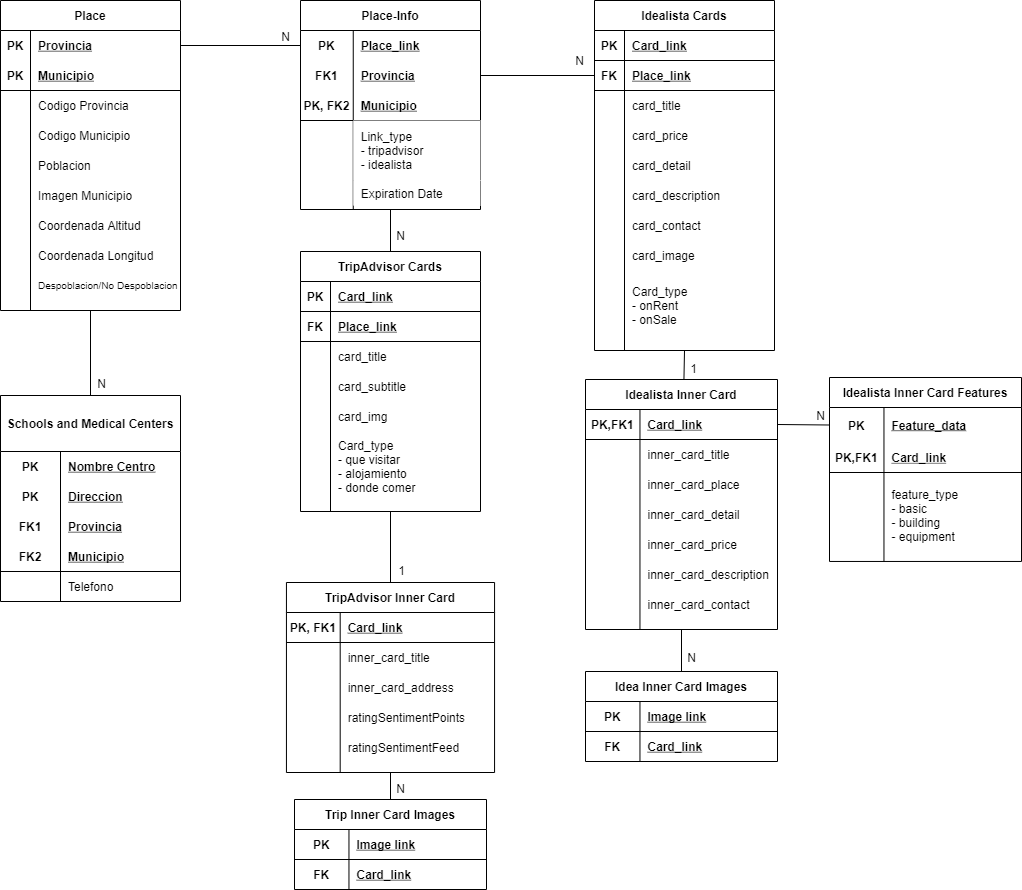 Place
PK Provincia
PK Municipio
Codigo Provincia
Codigo Municipio
Poblacion
Imagen Municipio
Coordenada Altitud
Coordenada Longitud
Despoblacion/No Despoblacion
N
Place-Info
PK Place_link
FK1 Provincia
PK, FK2 Municipio
Link_type
- tripadvisor
- idealista
Expiration Date
N
Idealista Cards
PK Card_link
FK Place_link
card_title
card_price
card_detail
card_description
card_contact
card_image
Card_type
- onRent
- onSale
N
TripAdvisor Cards
PK Card_link
FK Place_link
card_title
card_subtitle
card_img
Card_type
- que visitar
- alojamiento
- donde comer
N
Schools and Medical Centers
PK Nombre Centro
PK Direccion
FK1 Provincia
FK2 Municipio
Telefono
1
Idealista Inner Card
PK,FK1 Card_link
inner_card_title
inner_card_place
inner_card_detail
inner_card_price
inner_card_description
inner_card_contact
N
Idealista Inner Card Features
PK Feature_data
PK,FK1 Card_link
feature_type
- basic
- building
- equipment
1
TripAdvisor Inner Card
PK, FK1 Card_link
inner_card_title
inner_card_address
ratingSentimentPoints
ratingSentimentFeed
N
Idea Inner Card Images
PK Image link
FK Card_link
N
Trip Inner Card Images
PK Image link
FK Card_link